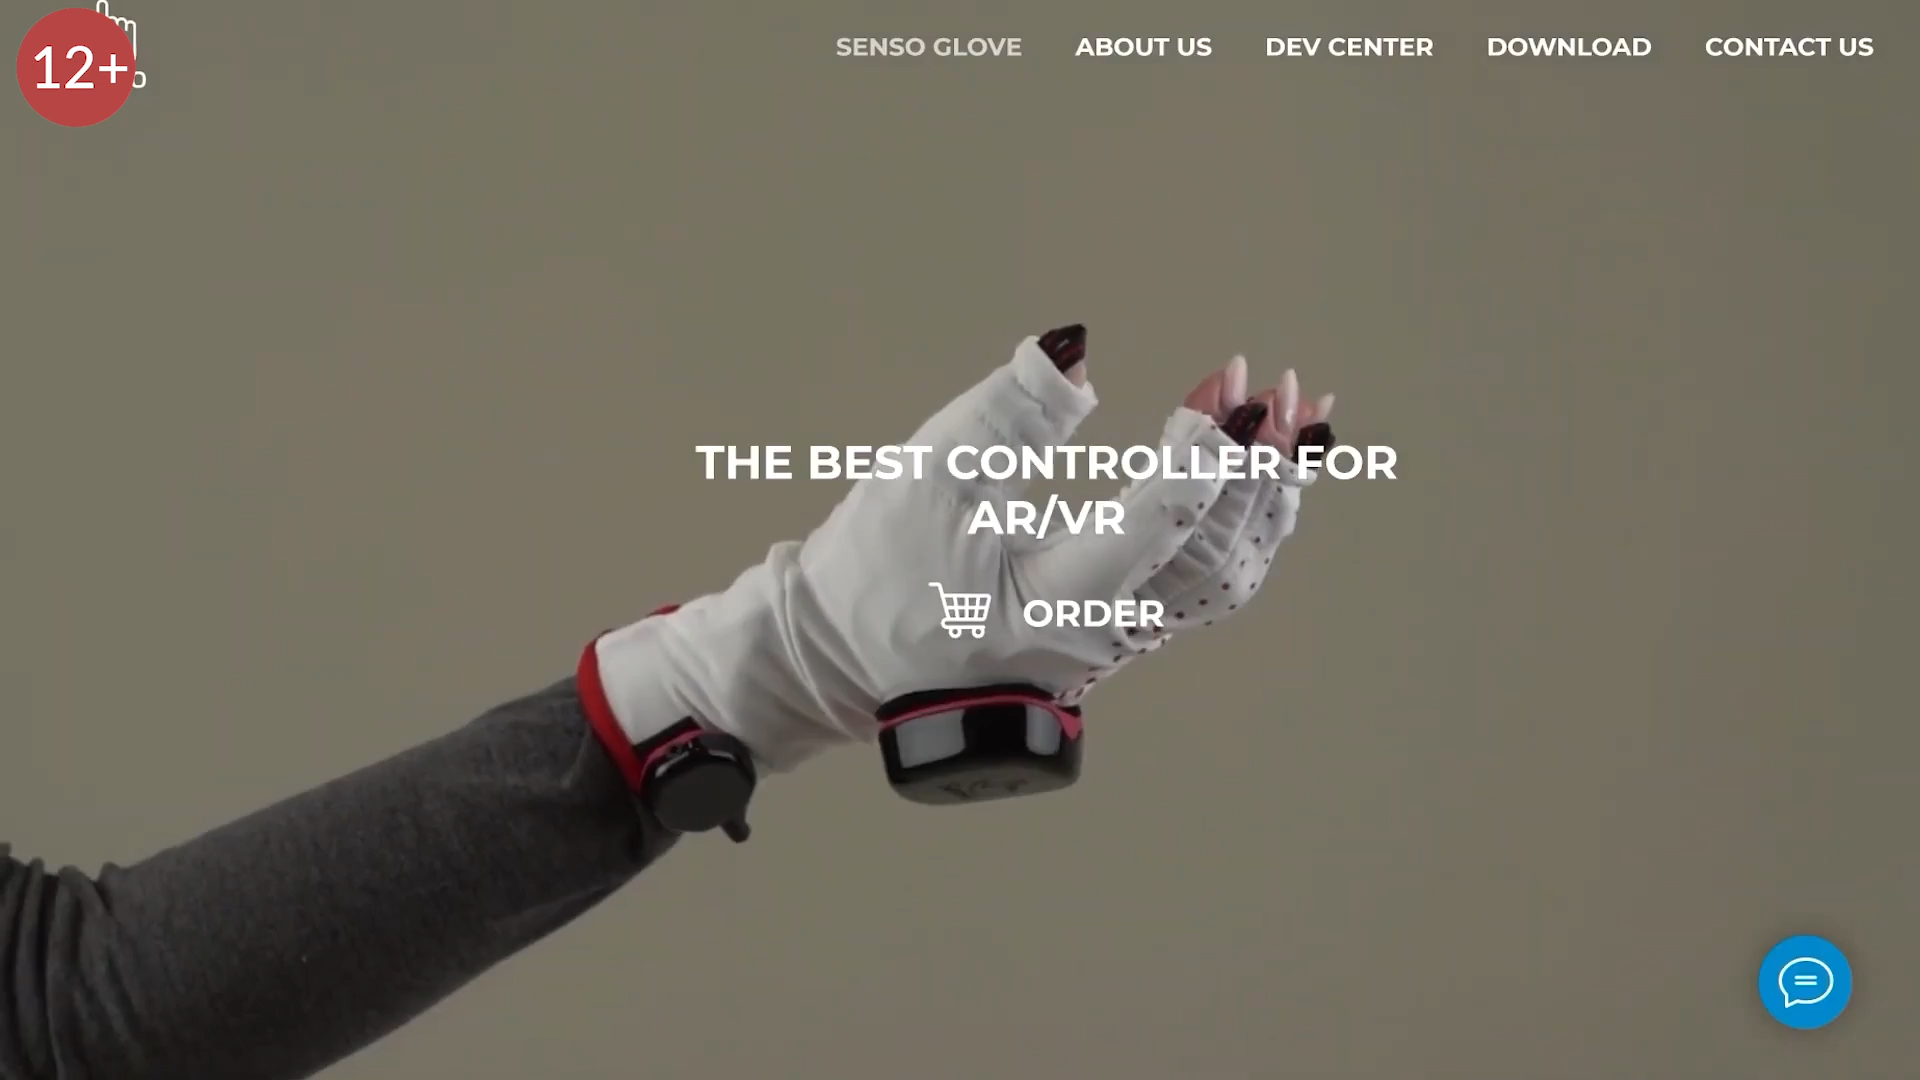 12+
SENSO GLOVE
ABOUT US
DEV CENTER
DOWNLOAD
CONTACT US
THE BEST CONTROLLER FOR
AR/VR
ORDER